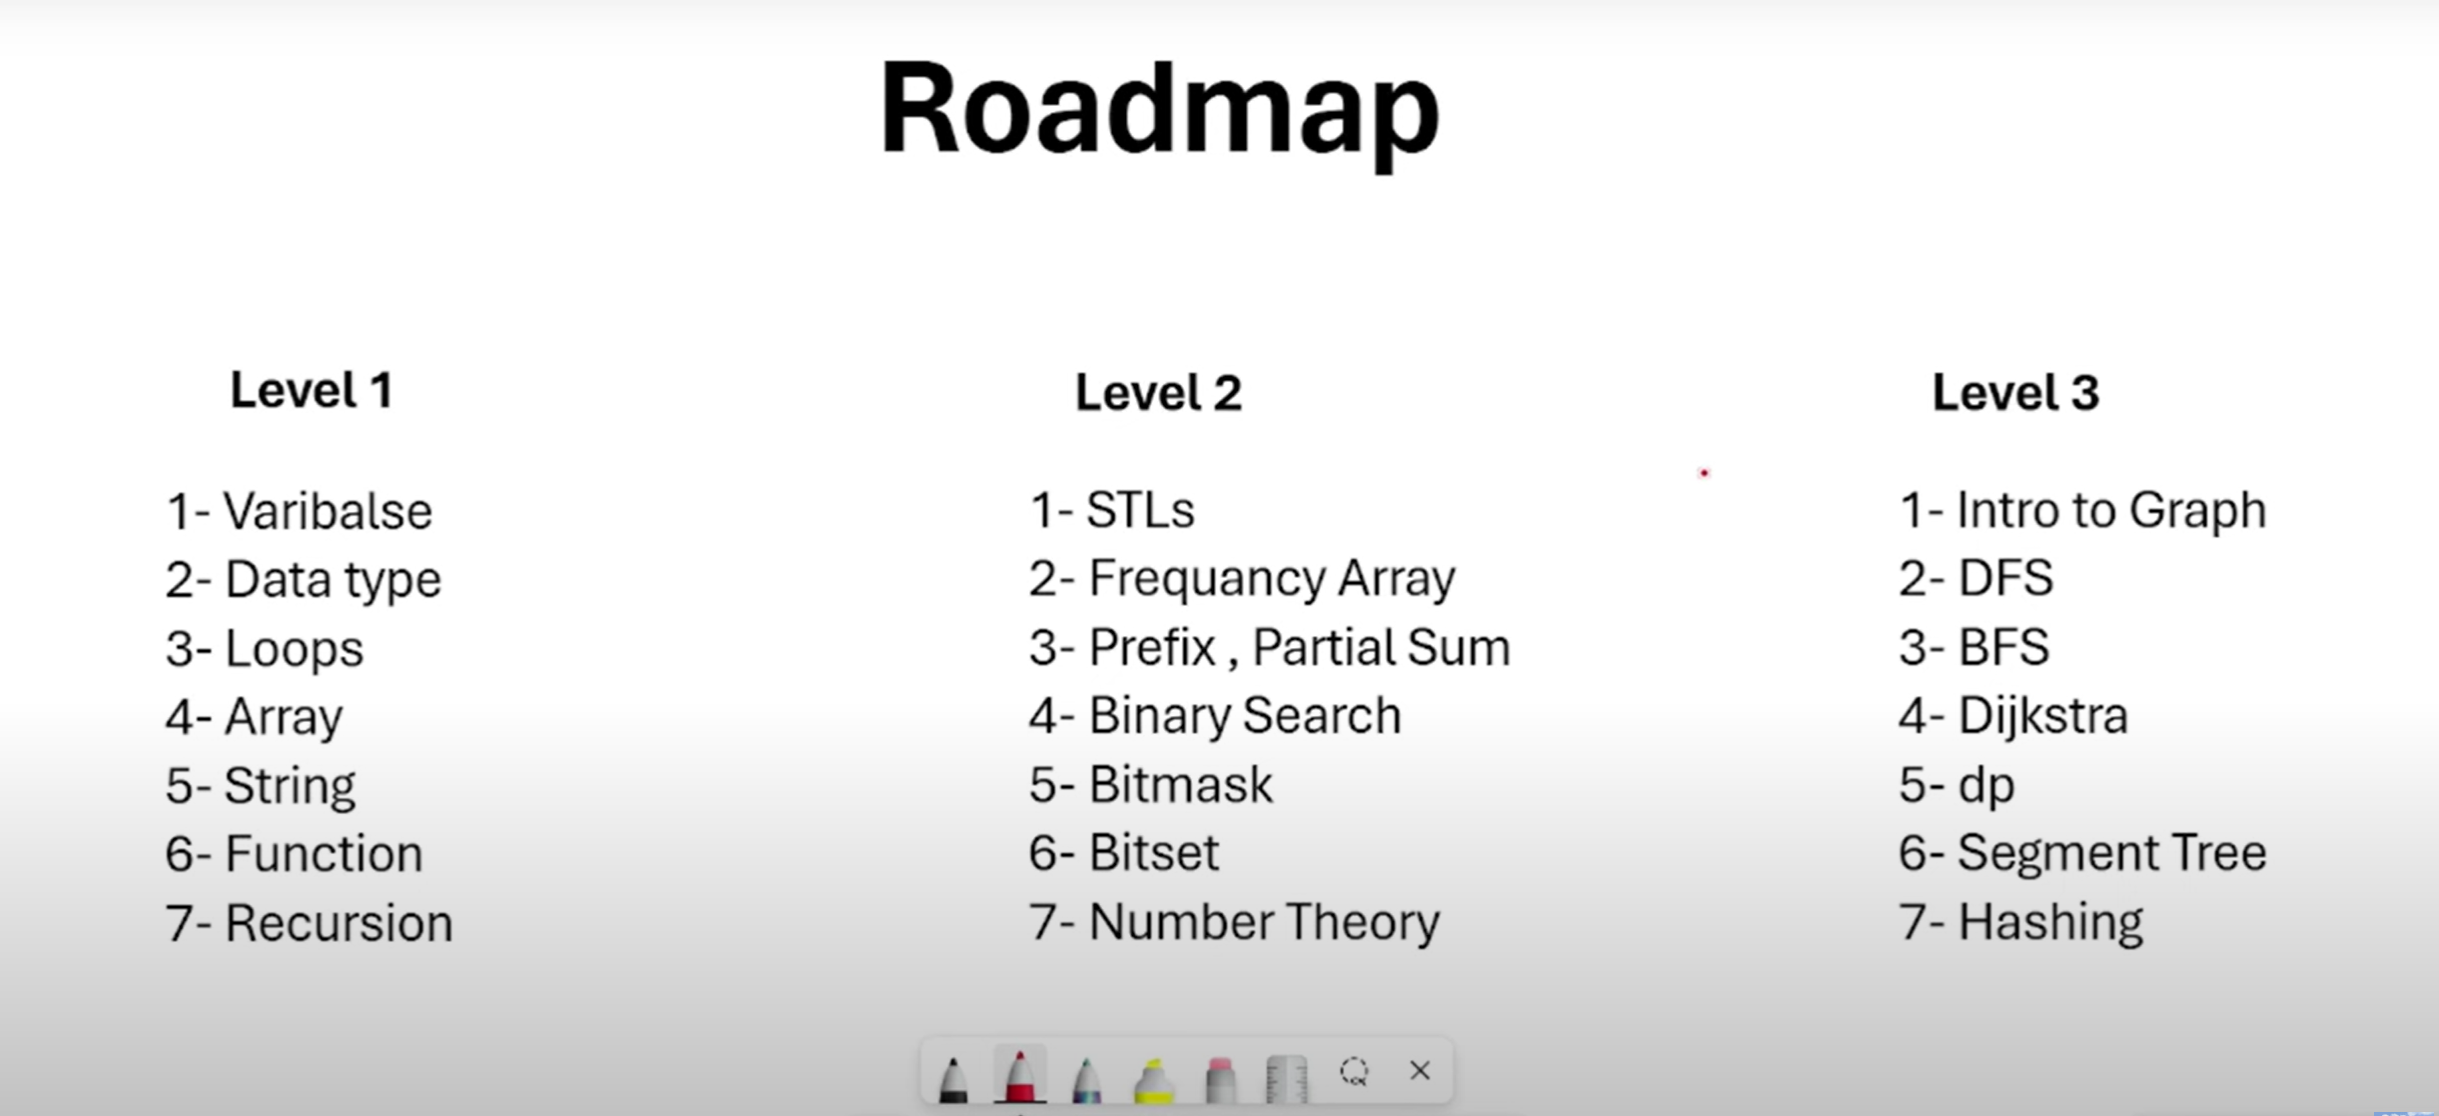 Roadmap
Level 1
1- Varibalse
2- Data type
3- Loops
4- Array
5- String
6- Function
7- Recursion
Level 2
1- STLs
2- Frequancy Array
3- Prefix , Partial Sum
4- Binary Search
5- Bitmask
6- Bitset
7- Number Theory
Level 3
1- Intro to Graph
2- DFS
3- BFS
4- Dijkstra
5- dp
6- Segment Tree
7- Hashing